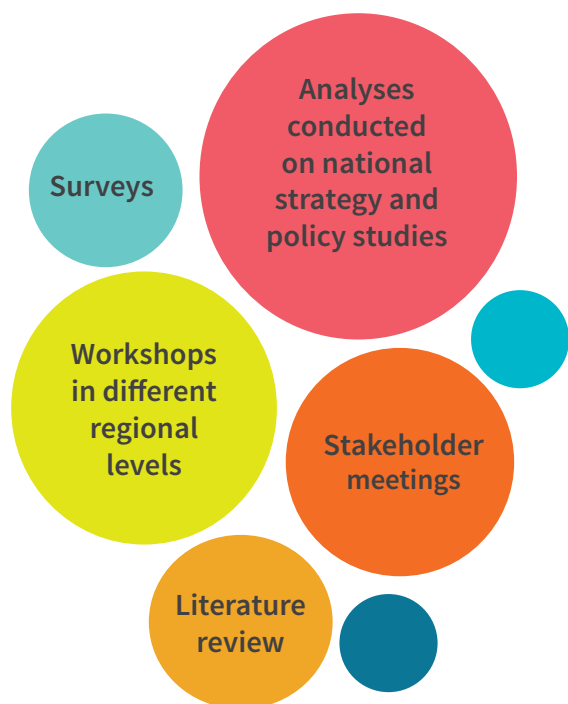 Analyses
conducted
on national
strategy and
policy studies
Surveys
Workshops
in different
regional
levels
Stakeholder
meetings
Literature
review